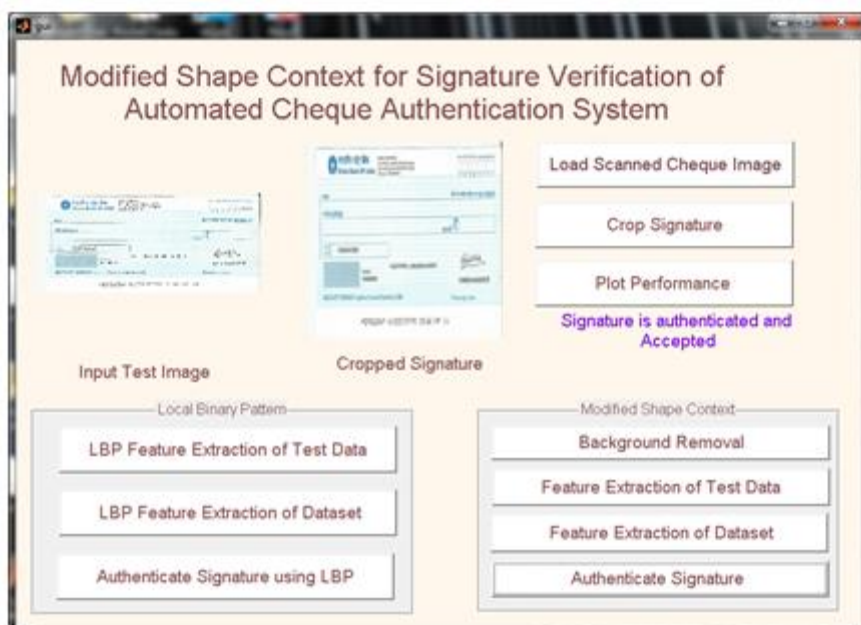 gui
Modified Shape Context for Signature Verification of
Automated Cheque Authentication System
Load Scanned Cheque Image
Crop Signature
Plot Performance
Signature is authenticated and
Accepted
Input Test Image
Cropped Signature
Local Binary Pattern
LBP Feature Extraction of Test Data
LBP Feature Extraction of Dataset
Authenticate Signature using LBP
Modified Shape Context
Background Removal
Feature Extraction of Test Data
Feature Extraction of Dataset
Authenticate Signature